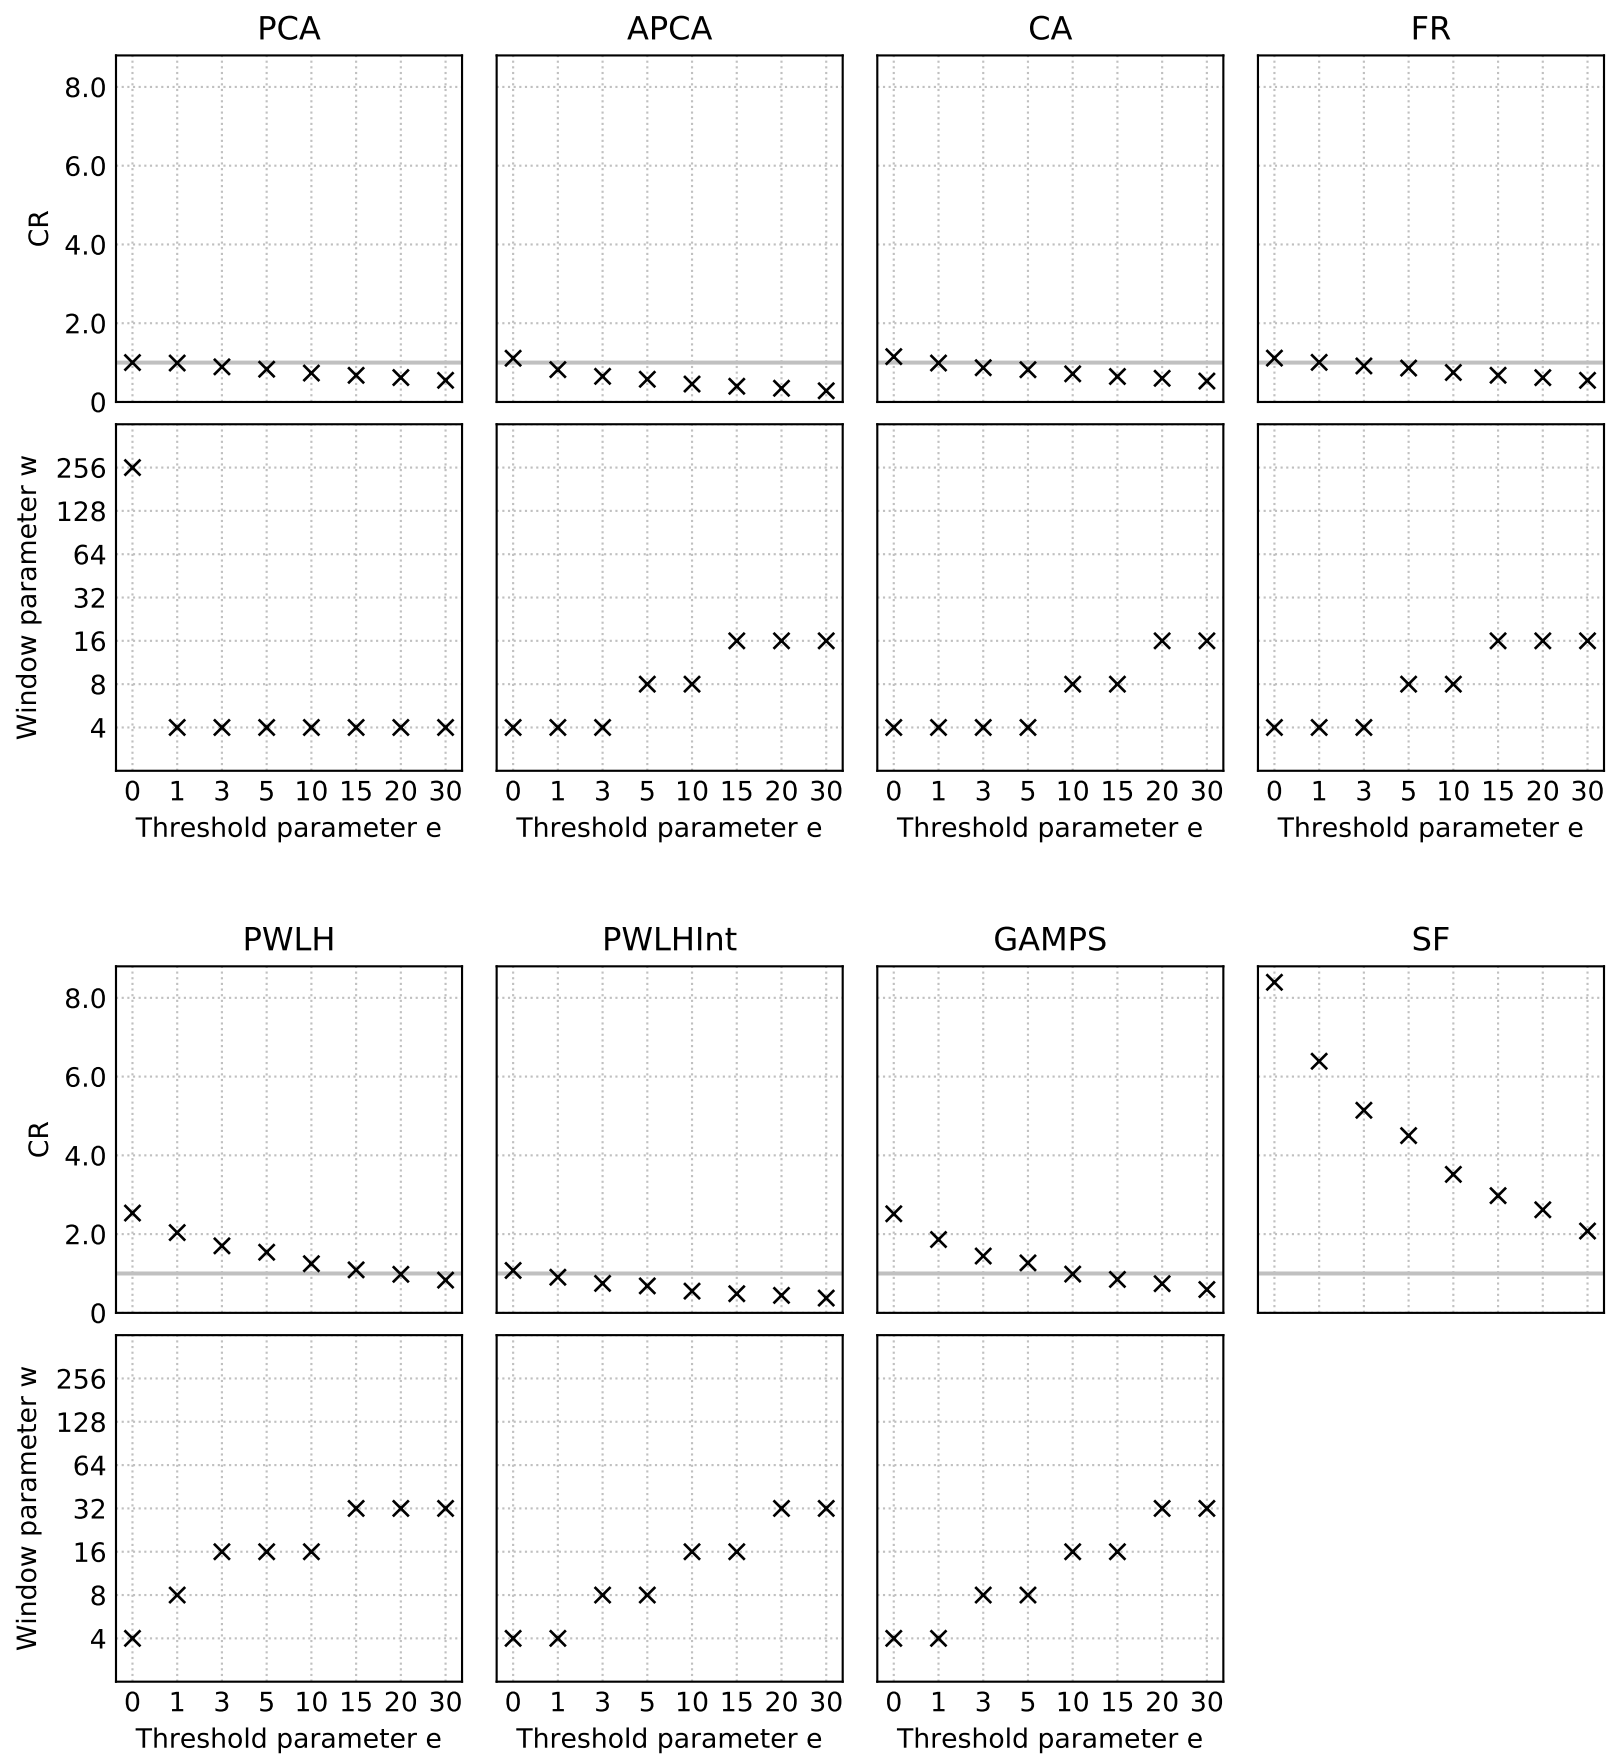 PCA APCA CA FR
8.0
6.0
4.0
2.0
0
CR
256
128
64
32
16
8
4
Window parameter w
0 1 3 5 10 15 20 30 0 1 3 5 10 15 20 30 0 1 3 5 10 15 20 30 0 1 3 5 10 15 20 30
Threshold parameter e Threshold parameter e Threshold parameter e Threshold parameter e
PWLH PWLHInt GAMPS SF
8.0
6.0
4.0
2.0
0
CR
256
128
64
32
16
8
4
Window parameter w
0 1 3 5 10 15 20 30 0 1 3 5 10 15 20 30 0 1 3 5 10 15 20 30
Threshold parameter e Threshold parameter e Threshold parameter e